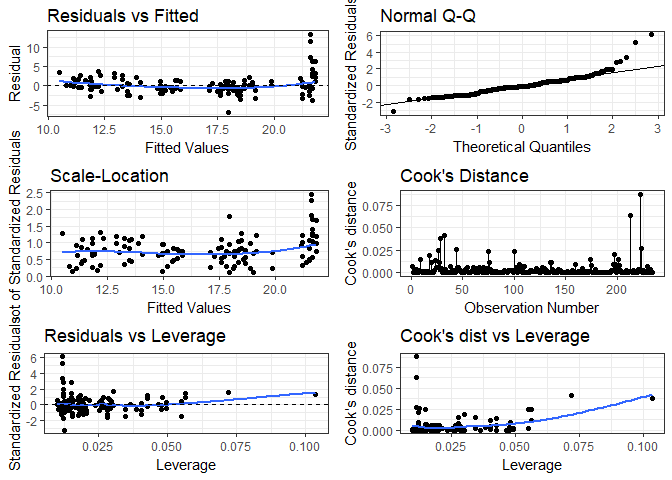 Residuals vs Fitted
Residual
10
5
0
-5
10.0 12.5 15.0 17.5 20.0
Fitted Values
Normal Q-Q
Standardized Residuals
6
4
2
0
-2
-3 -2 -1 0 1 2 3
Theoretical Quantiles
Scale-Location
Sqrt of Standardized Residuals
2.5
2.0
1.5
1.0
0.5
0.0
10.0 12.5 15.0 17.5 20.0
Fitted Values
Cook's Distance
Cook's distance
0.075
0.050
0.025
0.000
0 50 100 150 200
Observation Number
Residuals vs Leverage
Standardized Residuals
6
4
2
0
-2
0.025 0.050 0.075 0.100
Leverage
Cook's dist vs Leverage
Cook's distance
0.075
0.050
0.025
0.000
0.025 0.050 0.075 0.100
Leverage